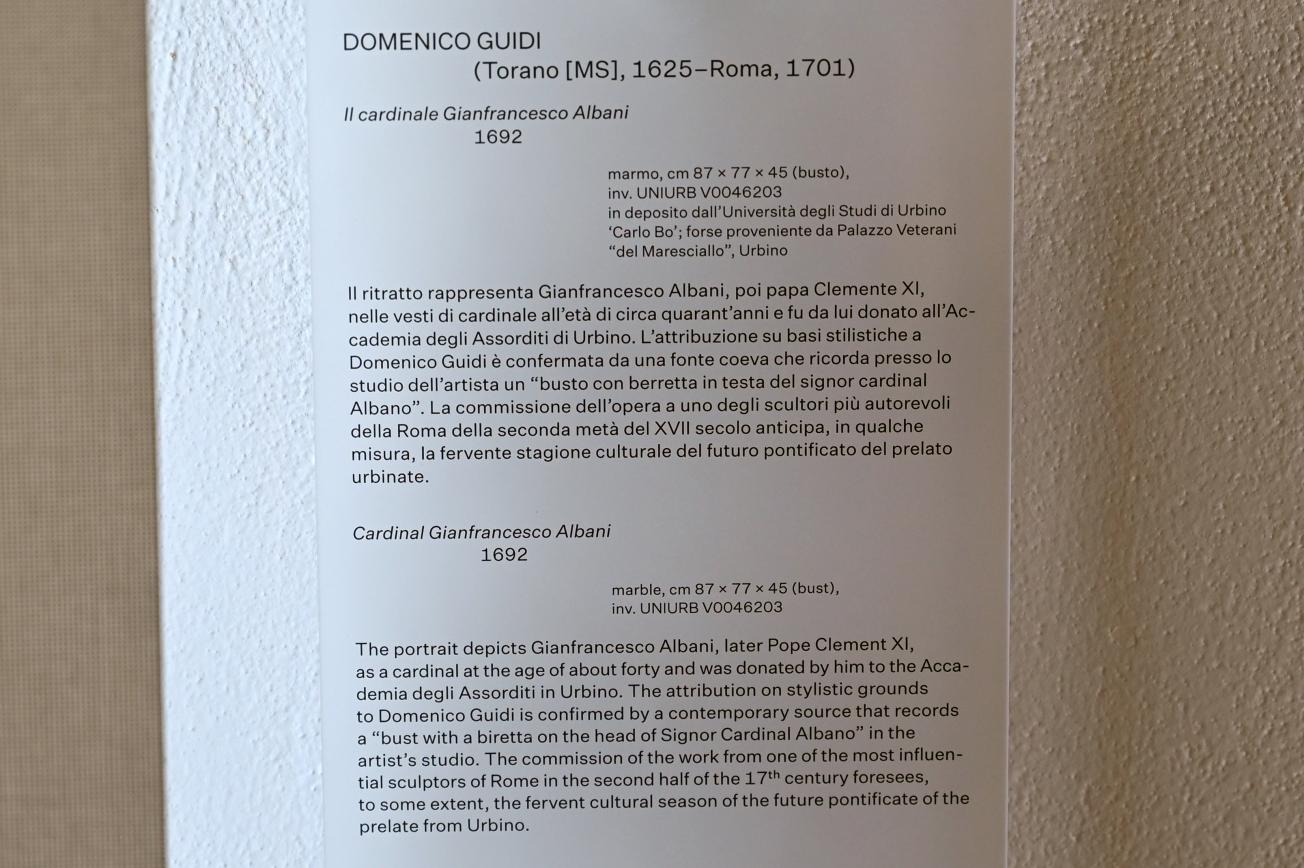 DOMENICO GUIDI
(Torano [MS], 1625–Roma, 1701)
Il cardinale Gianfrancesco Albani
1692
marmo, cm 87 × 77 × 45 (busto),
inv. UNIURB V0046203
in deposito dall’Università degli Studi di Urbino
‘Carlo Bo’; forse proveniente da Palazzo Veterani
“del Maresciallo”, Urbino
Il ritratto rappresenta Gianfrancesco Albani, poi papa Clemente XI,
nelle vesti di cardinale all’età di circa quarant’anni e fu da lui donato all’Ac-
cademia degli Assorditi di Urbino. L’attribuzione su basi stilistiche a
Domenico Guidi è confermata da una fonte coeva che ricorda presso lo
studio dell’artista un “busto con berretta in testa del signor cardinal
Albano”. La commissione dell’opera a uno degli scultori più autorevoli
della Roma della seconda metà del XVII secolo anticipa, in qualche
misura, la fervente stagione culturale del futuro pontificato del prelato
urbinate.
Cardinal Gianfrancesco Albani
1692
marble, cm 87 × 77 × 45 (bust),
inv. UNIURB V0046203
The portrait depicts Gianfrancesco Albani, later Pope Clement XI,
as a cardinal at the age of about forty and was donated by him to the Acca-
demia degli Assorditi in Urbino. The attribution on stylistic grounds
to Domenico Guidi is confirmed by a contemporary source that records
a “bust with a biretta on the head of Signor Cardinal Albano” in the
artist’s studio. The commission of the work from one of the most influen-
tial sculptors of Rome in the second half of the 17th century foresees,
to some extent, the fervent cultural season of the future pontificate of the
prelate from Urbino.